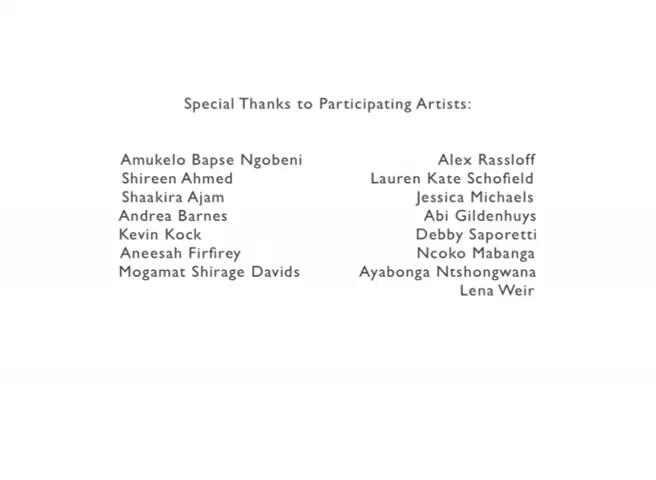 Special Thanks to Participating Artists:
Amukelo Bapse Ngobeni
Shireen Ahmed
Shaakira Ajam
Andrea Barnes
Kevin Kock
Aneesah Firfirey
Mogamat Shirage Davids
Alex Rassloff
Lauren Kate Schofield
Jessica Michaels
Abi Gildenhuys
Debby Saporetti
Ncoko Mabanga
Ayabonga Ntshongwana
Lena Weir